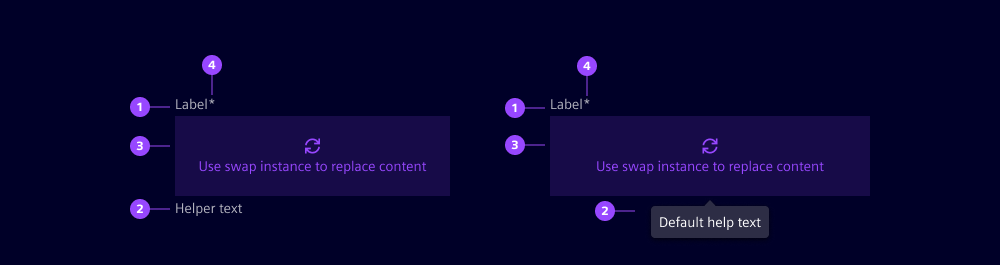 4
1 Label*
3
Use swap instance to replace content
2 Helper text
4
1 Label*
3
Use swap instance to replace content
2 Default help text